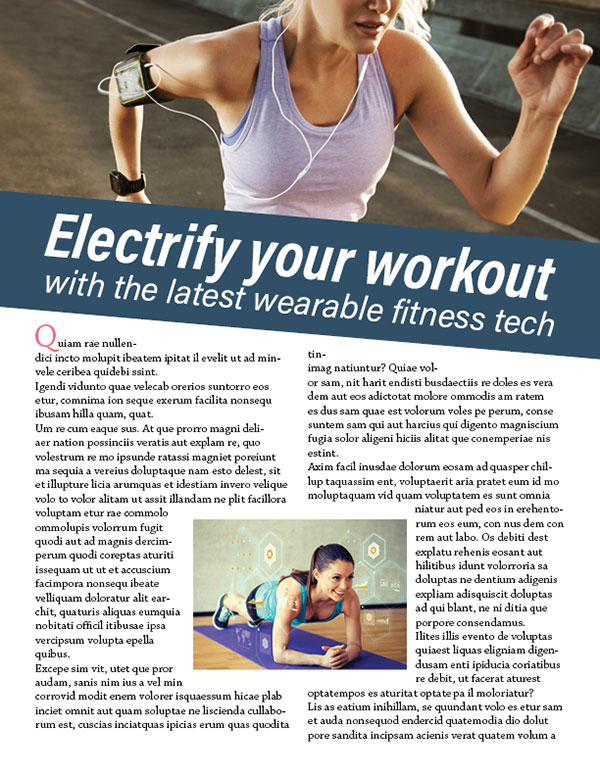 Electrify your workout
with the latest wearable fitness tech
Quiam rae nullen-
dici incto molupit ibeatem ipitat il evelit ut ad min-
vele ceribea quidebi ssint.
Igendi vidunto quae velecab orerios suntorro eos
etur, comnima ion seque exerum facilita nonsequ
ibusam hilla quam, quat.
Um re cum eaque sus. At que prorro magni deli-
aer nation possinciis veratis aut explam re, quo
volestrum re mo ipsunde ratassi magniet poreiunt
ma sequia a vereius doluptaque nam esto delest, sit
et illupture licia arumquas et idestiam invero velique
volo to volor alitam ut assit illandam ne plit facillora
voluptam etur rae commolo
ommolupis volorrum fugit
quodi aut ad magnis dercim-
perum quodi coreptas aturiti
issequam ut ut et accuscium
facimpora nonsequ ibeate
velliquam doloratur alit ear-
chit, quaturis aliquas eumquia
nobitati officil itibusae ipsa
vercipsum volupta epella
quibus.
Excepe sim vit, utet que pror
audam, sanis nim ius a vel min
corrovid modit enem volorer isquaessum hicae plab
inciet omnit aut quam soluptae ne liscienda cullabo-
rum est, cuscias inciatquas ipicias erum quas quodita
tin-
imag natiuntur? Quiae vol-
or sam, nit harit endisti busdaectiis re doles es vera
dem aut eos adictotat molore ommodis am ratem
es dus sam quae est volorum voles pe perum, conse
suntem sam qui aut harcius qui digento magniscium
fugia solor aligeni hiciis alitat que conemperiae nis
estint.
Axim facil inusdae dolorum eosam ad quasper chil-
lup taquassim ent, voluptaerit aria pratet eum id mo
moluptaquam vid quam voluptatem es sunt omnia
niatur aut ped eos in erehento-
rum eos eum, con nus dem con
rem aut labo. Os debiti dest
explatu rehenis eosant aut
hilitibus idunt volorroria sa
doluptas ne dentium adigenis
expliam adisquiscit doluptas
ad qui blant, ne ni ditia que
porpore consendamus.
Ilites illis evento de voluptas
quiaest liquas eligniam digen-
dusam enti ipiducia coriatibus
re debit, ut facerat aturest
optatempos es aturitat optate pa il moloriatur?
Lis as eatium inihillam, se quundant volo es etur sam
et auda nonsequod endercid quatemodia dio dolut
pore sandita incipsam acienis verat quatem volum a